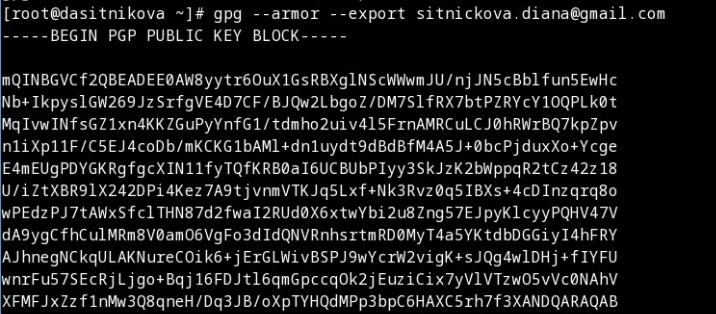 [root@dasitnikova ~]# gpg --armor --export sitnickova.diana@gmail.com
-----BEGIN PGP PUBLIC KEY BLOCK-----
mQINBGVCf2QBEADEE0AW8yytr6OuX1GsRBXglNScWWwmJU/njJN5cBblfun5EwHc
Nb+IkpyslGW269JzSrfgVE4D7CF/BJQw2LbgoZ/DM7SlfRX7btPZRYcY1OQPLk0t
MqIvwINfsGZ1xn4KKZGuPyYnfG1/tdmho2uiv4l5FrnAMRCuLCJ0hRWrBQ7kpZpv
n1iXp11F/C5EJ4coDb/mKCKG1bAMl+dn1uydt9dBdBfM4A5J+0bcPjduxXo+Ycge
E4mEUgPDYGKRgfgcXIN11fyTQfKRB0aI6UCBUbPIyy3SkJzK2bWppqR2tCz42z18
U/iZtXBR9lX242DPi4Kez7A9tjvnmVTKJq5Lxf+Nk3Rvz0q5IBXs+4cDInzqrq8o
wPEdzPJ7tAWxSfclTHN87d2fwaI2RUd0X6xtwYbi2u8Zng57EJpyKlcyyPQHV47V
dA9ygCfhCulMRm8V0amO6VgFo3dIdQNVRnhsrtmRD0MyT4a5YKtdbDGGiyI4hFRY
AJhnegNCkqULAKNureCOik6+jErGLWivBSPJ9wYcrW2vigK+sJQg4wlDHj+fIYFU
wnrFu57SEcRjLjgo+Bqj16FDJtl6qmGpccqOk2jEuziCix7yVlVTzwO5vVc0NAhV
XFMFJxZzf1nMw3Q8qneH/Dq3JB/oXpTYHQdMPp3bpC6HAXC5rh7f3XANDQARAQAB